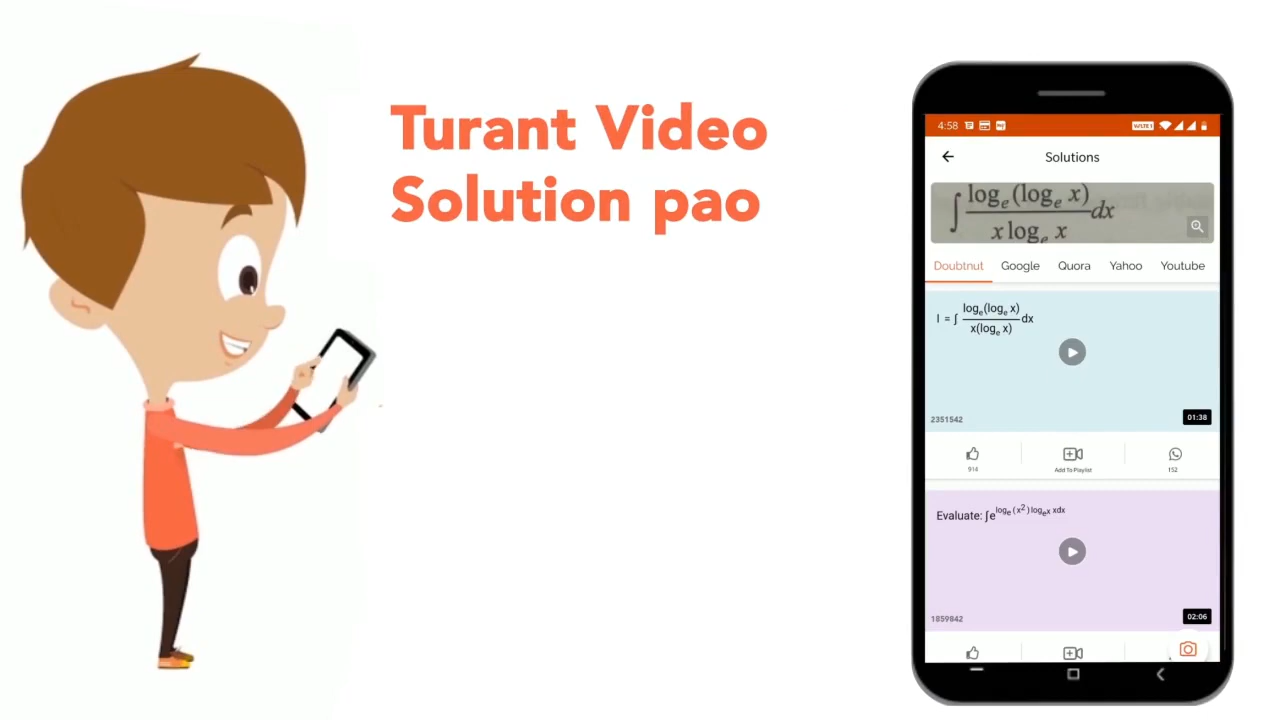 Turant Video
Solution pao
4:58
Solutions
∫ logₑ(logₑ x) / x logₑ x dx
Doubtnut Google Quora Yahoo Youtube
I = ∫ logₑ(logₑ x) / x(logₑ x) dx
2351542 01:38
914 Add To Playlist 152
Evaluate: ∫e^logₑ(x²)logₑx xdx
1859842 02:06